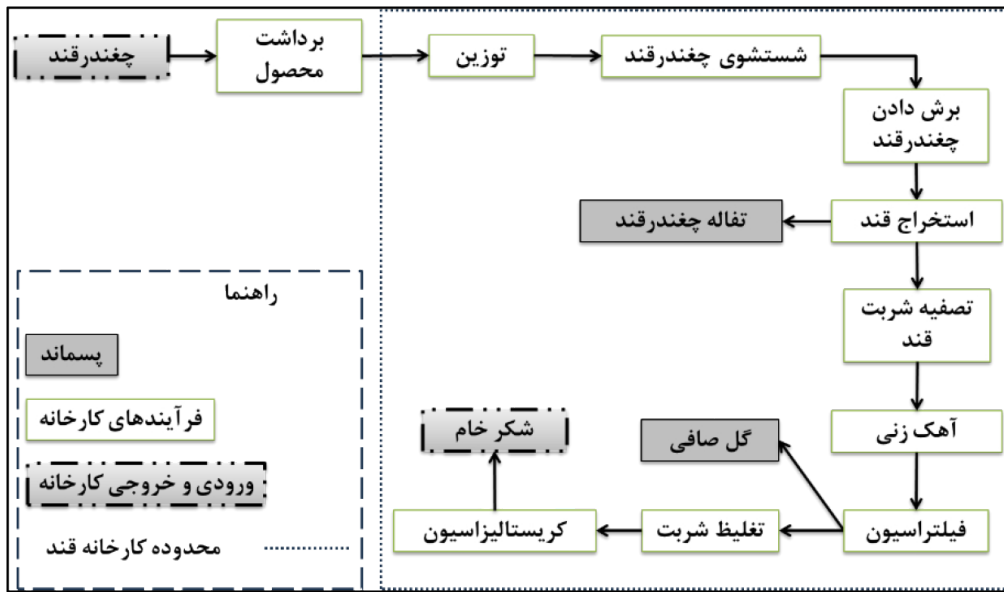 چغندرقند
برداشت
محصول
توزین
شستشوی چغندرقند
برش دادن
چغندرقند
استخراج قند
تفاله چغندرقند
تصفیه شربت
قند
آهک زنی
فیلتراسیون
گل صافی
تغلیظ شربت
کریستالیزاسیون
شکر خام
راهنما
پسماند
فرآیندهای کارخانه
ورودی و خروجی کارخانه
محدوده کارخانه قند